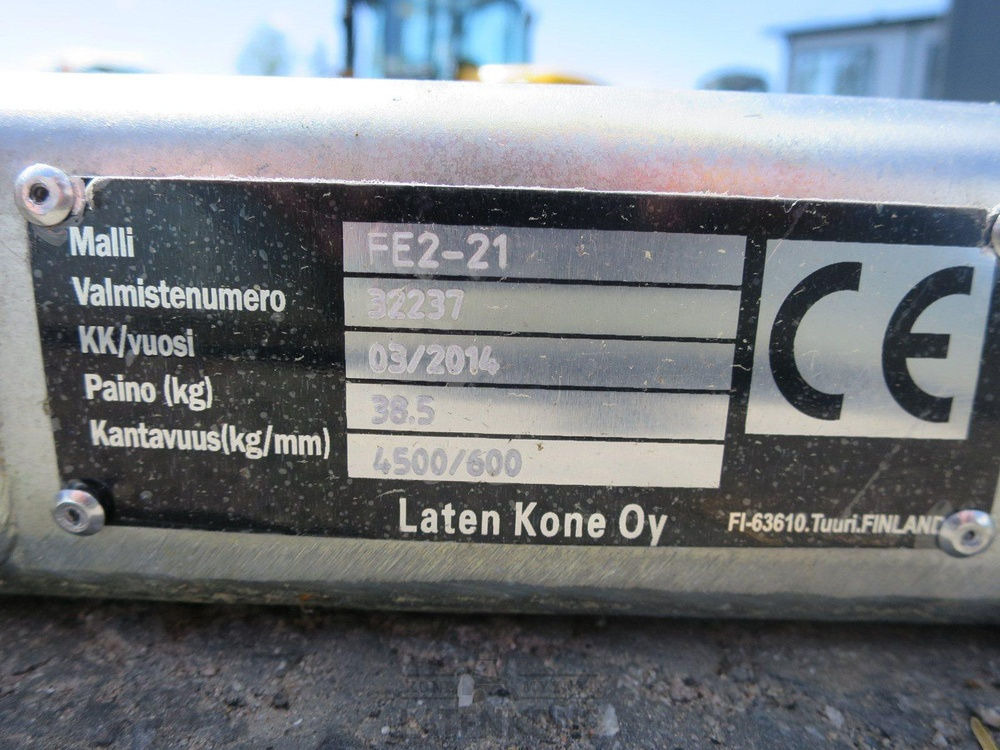 Malli FE2-21
Valmistenumero 32237
KK/vuosi 03/2014
Paino (kg) 38.5
Kantavuus(kg/mm) 4500/600
CE
Laten Kone Oy
FI-63610.Tuuri.FINLAND
LATENKONE